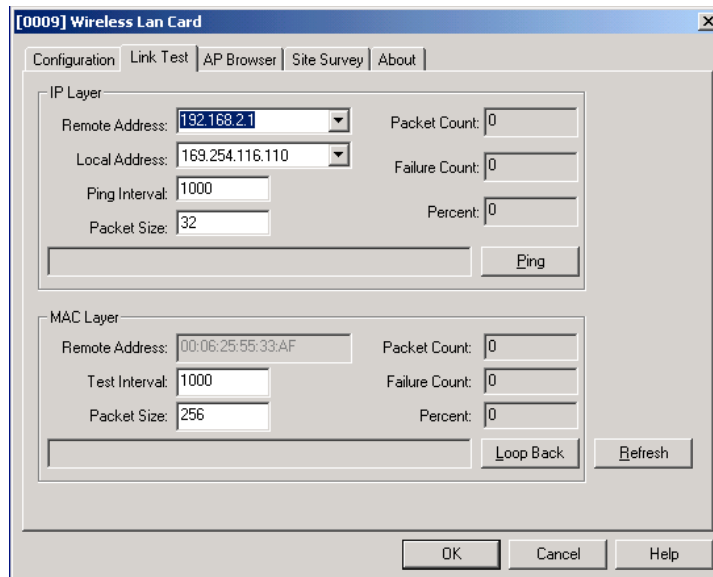 [0009] Wireless Lan Card
Configuration Link Test AP Browser Site Survey About
IP Layer
Remote Address: 192.168.2.1 Packet Count: 0
Local Address: 169.254.116.110 Failure Count: 0
Ping Interval: 1000 Percent: 0
Packet Size: 32
Ping
MAC Layer
Remote Address: 00:06:25:55:33:AF Packet Count: 0
Test Interval: 1000 Failure Count: 0
Packet Size: 256 Percent: 0
Loop Back Refresh
OK Cancel Help